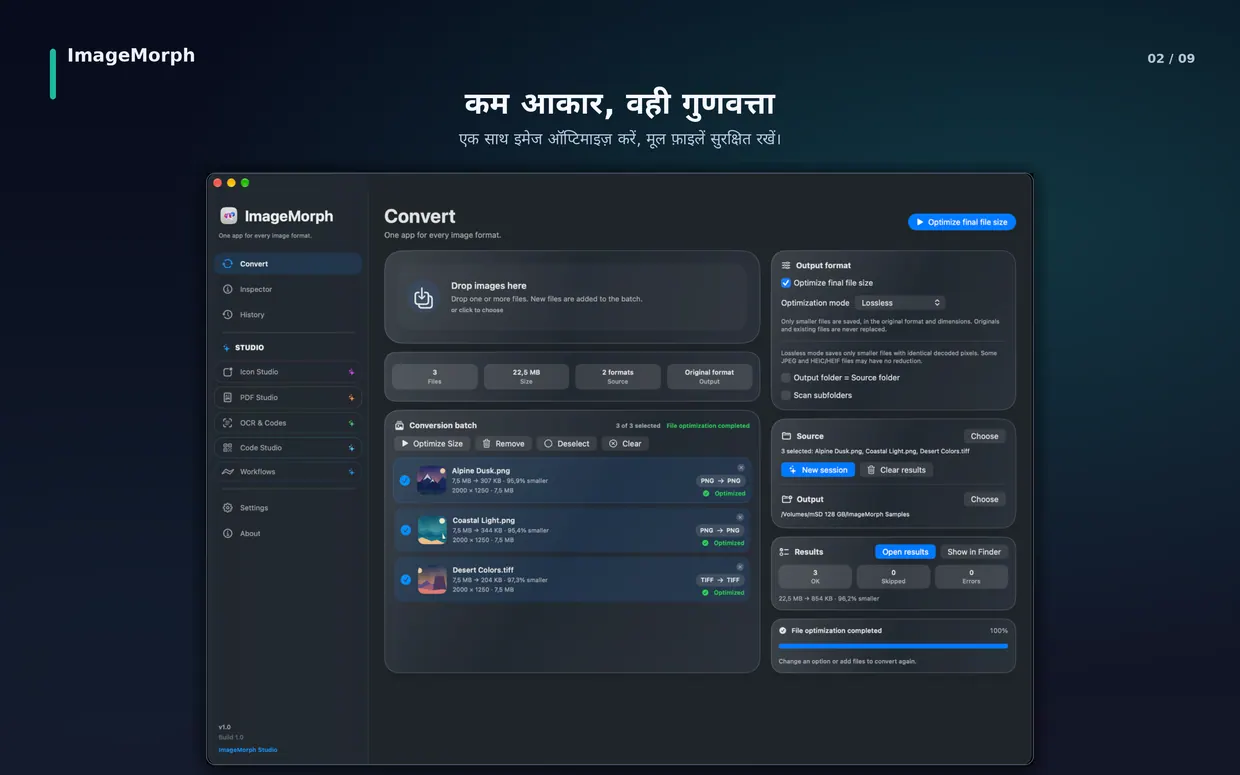 ImageMorph
02 / 09
कम आकार, वही गुणवत्ता
एक साथ इमेज ऑप्टिमाइज़ करें, मूल फ़ाइलें सुरक्षित रखें।
ImageMorph
One app for every image format.
Convert
Inspector
History
STUDIO
Icon Studio
PDF Studio
OCR & Codes
Code Studio
Workflows
Settings
About
v1.0
Build 1.0
ImageMorph Studio
Convert
One app for every image format.
Optimize final file size
Drop images here
Drop one or more files. New files are added to the batch.
or click to choose
3
Files
22,5 MB
Size
2 formats
Source
Original format
Output
Conversion batch
3 of 3 selected
File optimization completed
Optimize Size
Remove
Deselect
Clear
Alpine Dusk.png
7,5 MB → 307 KB · 95,9% smaller
2000 × 1250 · 7,5 MB
PNG → PNG
Optimized
Coastal Light.png
7,5 MB → 344 KB · 95,4% smaller
2000 × 1250 · 7,5 MB
PNG → PNG
Optimized
Desert Colors.tiff
7,5 MB → 204 KB · 97,3% smaller
2000 × 1250 · 7,5 MB
TIFF → TIFF
Optimized
Output format
Optimize final file size
Optimization mode
Lossless
Only smaller files are saved, in the original format and dimensions. Originals
and existing files are never replaced.
Lossless mode saves only smaller files with identical decoded pixels. Some
JPEG and HEIC/HEIF files may have no reduction.
Output folder = Source folder
Scan subfolders
Source
Choose
3 selected: Alpine Dusk.png, Coastal Light.png, Desert Colors.tiff
New session
Clear results
Output
Choose
/Volumes/mSD 128 GB/ImageMorph Samples
Results
Open results
Show in Finder
3
OK
0
Skipped
0
Errors
22,5 MB → 854 KB · 96,2% smaller
File optimization completed
100%
Change an option or add files to convert again.